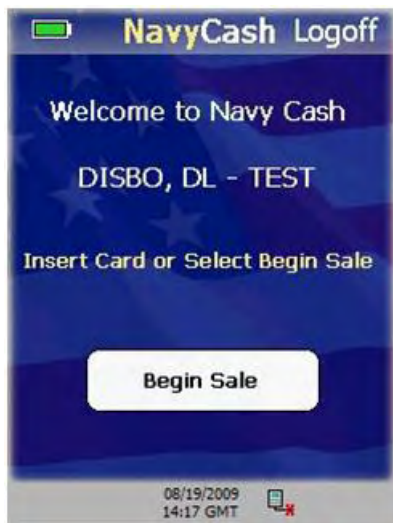 NavyCash Logoff
Welcome to Navy Cash
DISBO, DL - TEST
Insert Card or Select Begin Sale
Begin Sale
08/19/2009
14:17 GMT